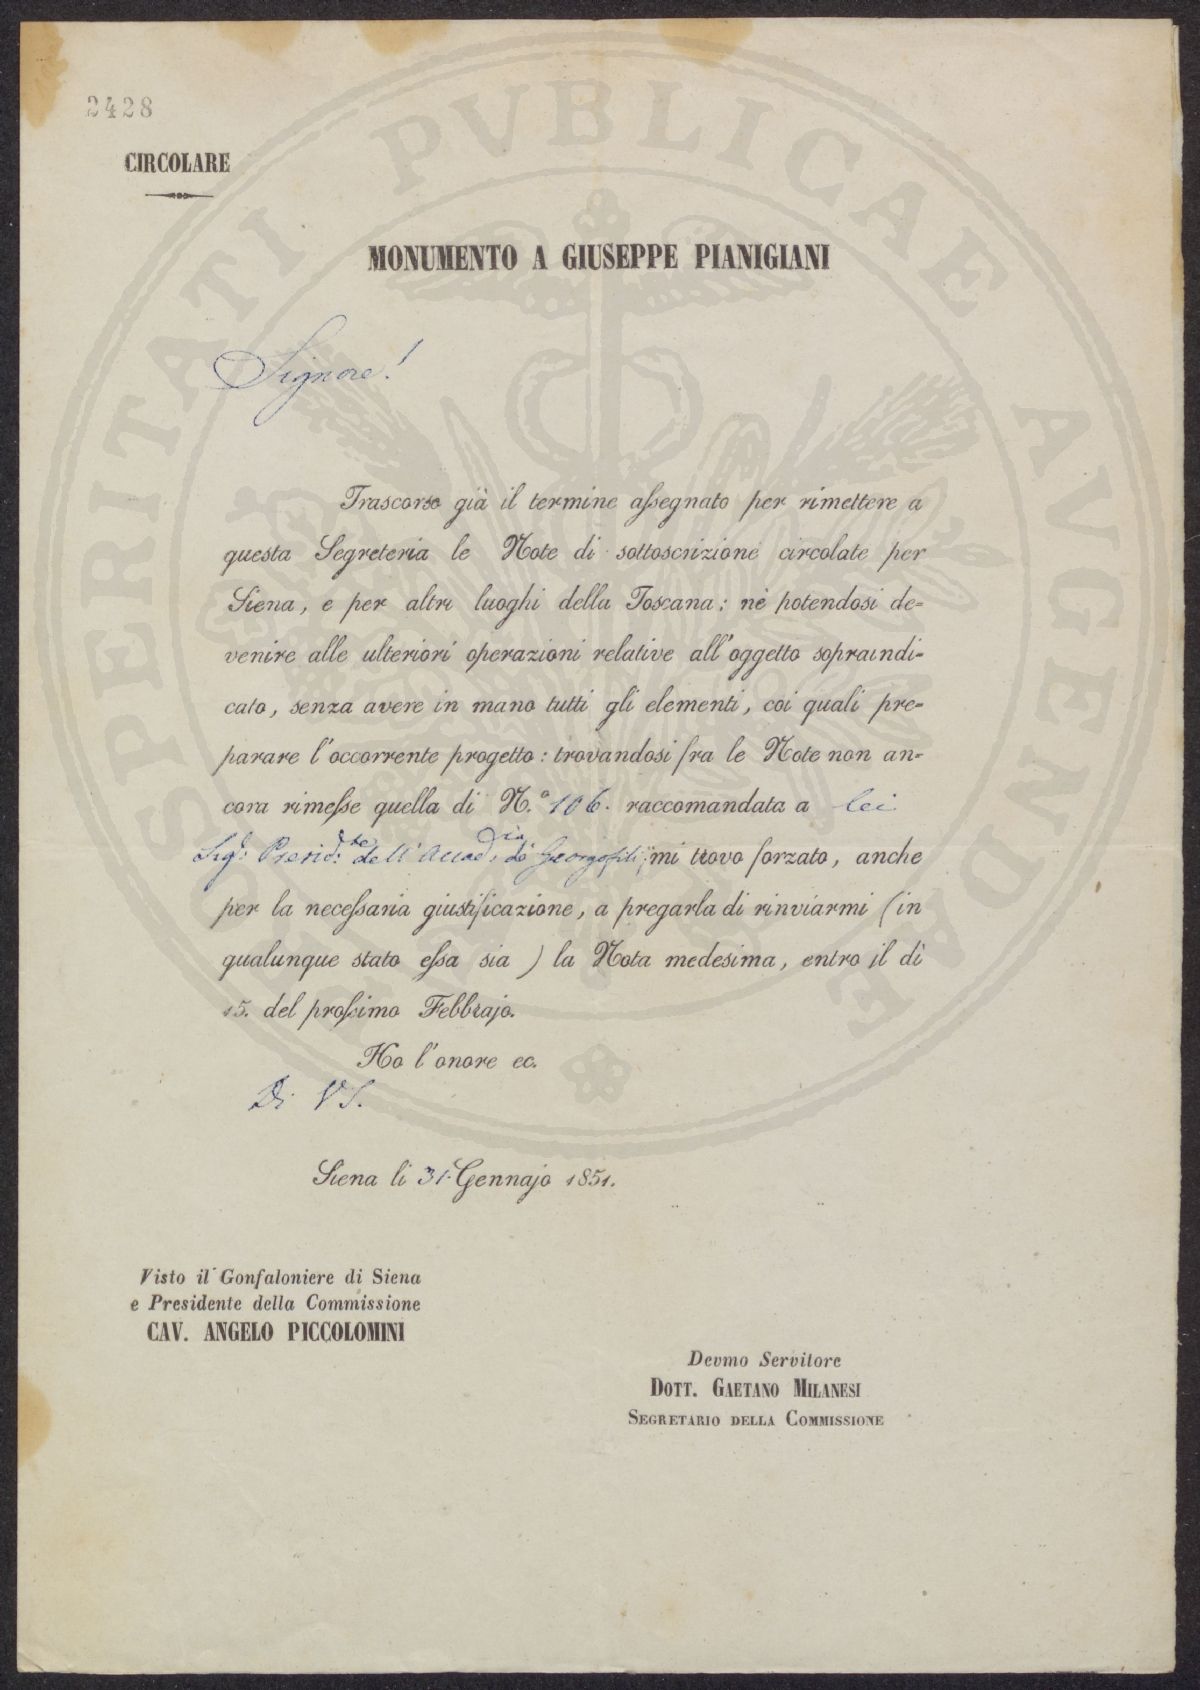 2428
CIRCOLARE
MONUMENTO A GIUSEPPE PIANIGIANI
Signore!
Trascorso già il termine assegnato per rimettere a
questa Segreteria le Note di sottoscrizione circolate per
Siena, e per altri luoghi della Toscana; nè potendosi de=
venire alle ulteriori operazioni relative all'oggetto sopraindi=
cato, senza avere in mano tutti gli elementi, coi quali pre=
parare l'occorrente progetto: trovandosi fra le Note non an=
cora rimesse quella di N.º 106. raccomandata a lei
Sigr. Presid:te dell'Accad.ia de Georgofili; mi trovo forzato, anche
per la necessaria giustificazione, a pregarla di rinviarmi (in
qualunque stato essa sia) la Nota medesima, entro il dì
15. del prossimo Febbrajo.
Ho l'onore ec.
Di VS.
Siena li 31. Gennajo 1851.
Visto il Gonfaloniere di Siena
e Presidente della Commissione
CAV. ANGELO PICCOLOMINI
Devmo Servitore
DOTT. GAETANO MILANESI
SEGRETARIO DELLA COMMISSIONE
PROSPERITATI PVBLICAE AVGENDAE